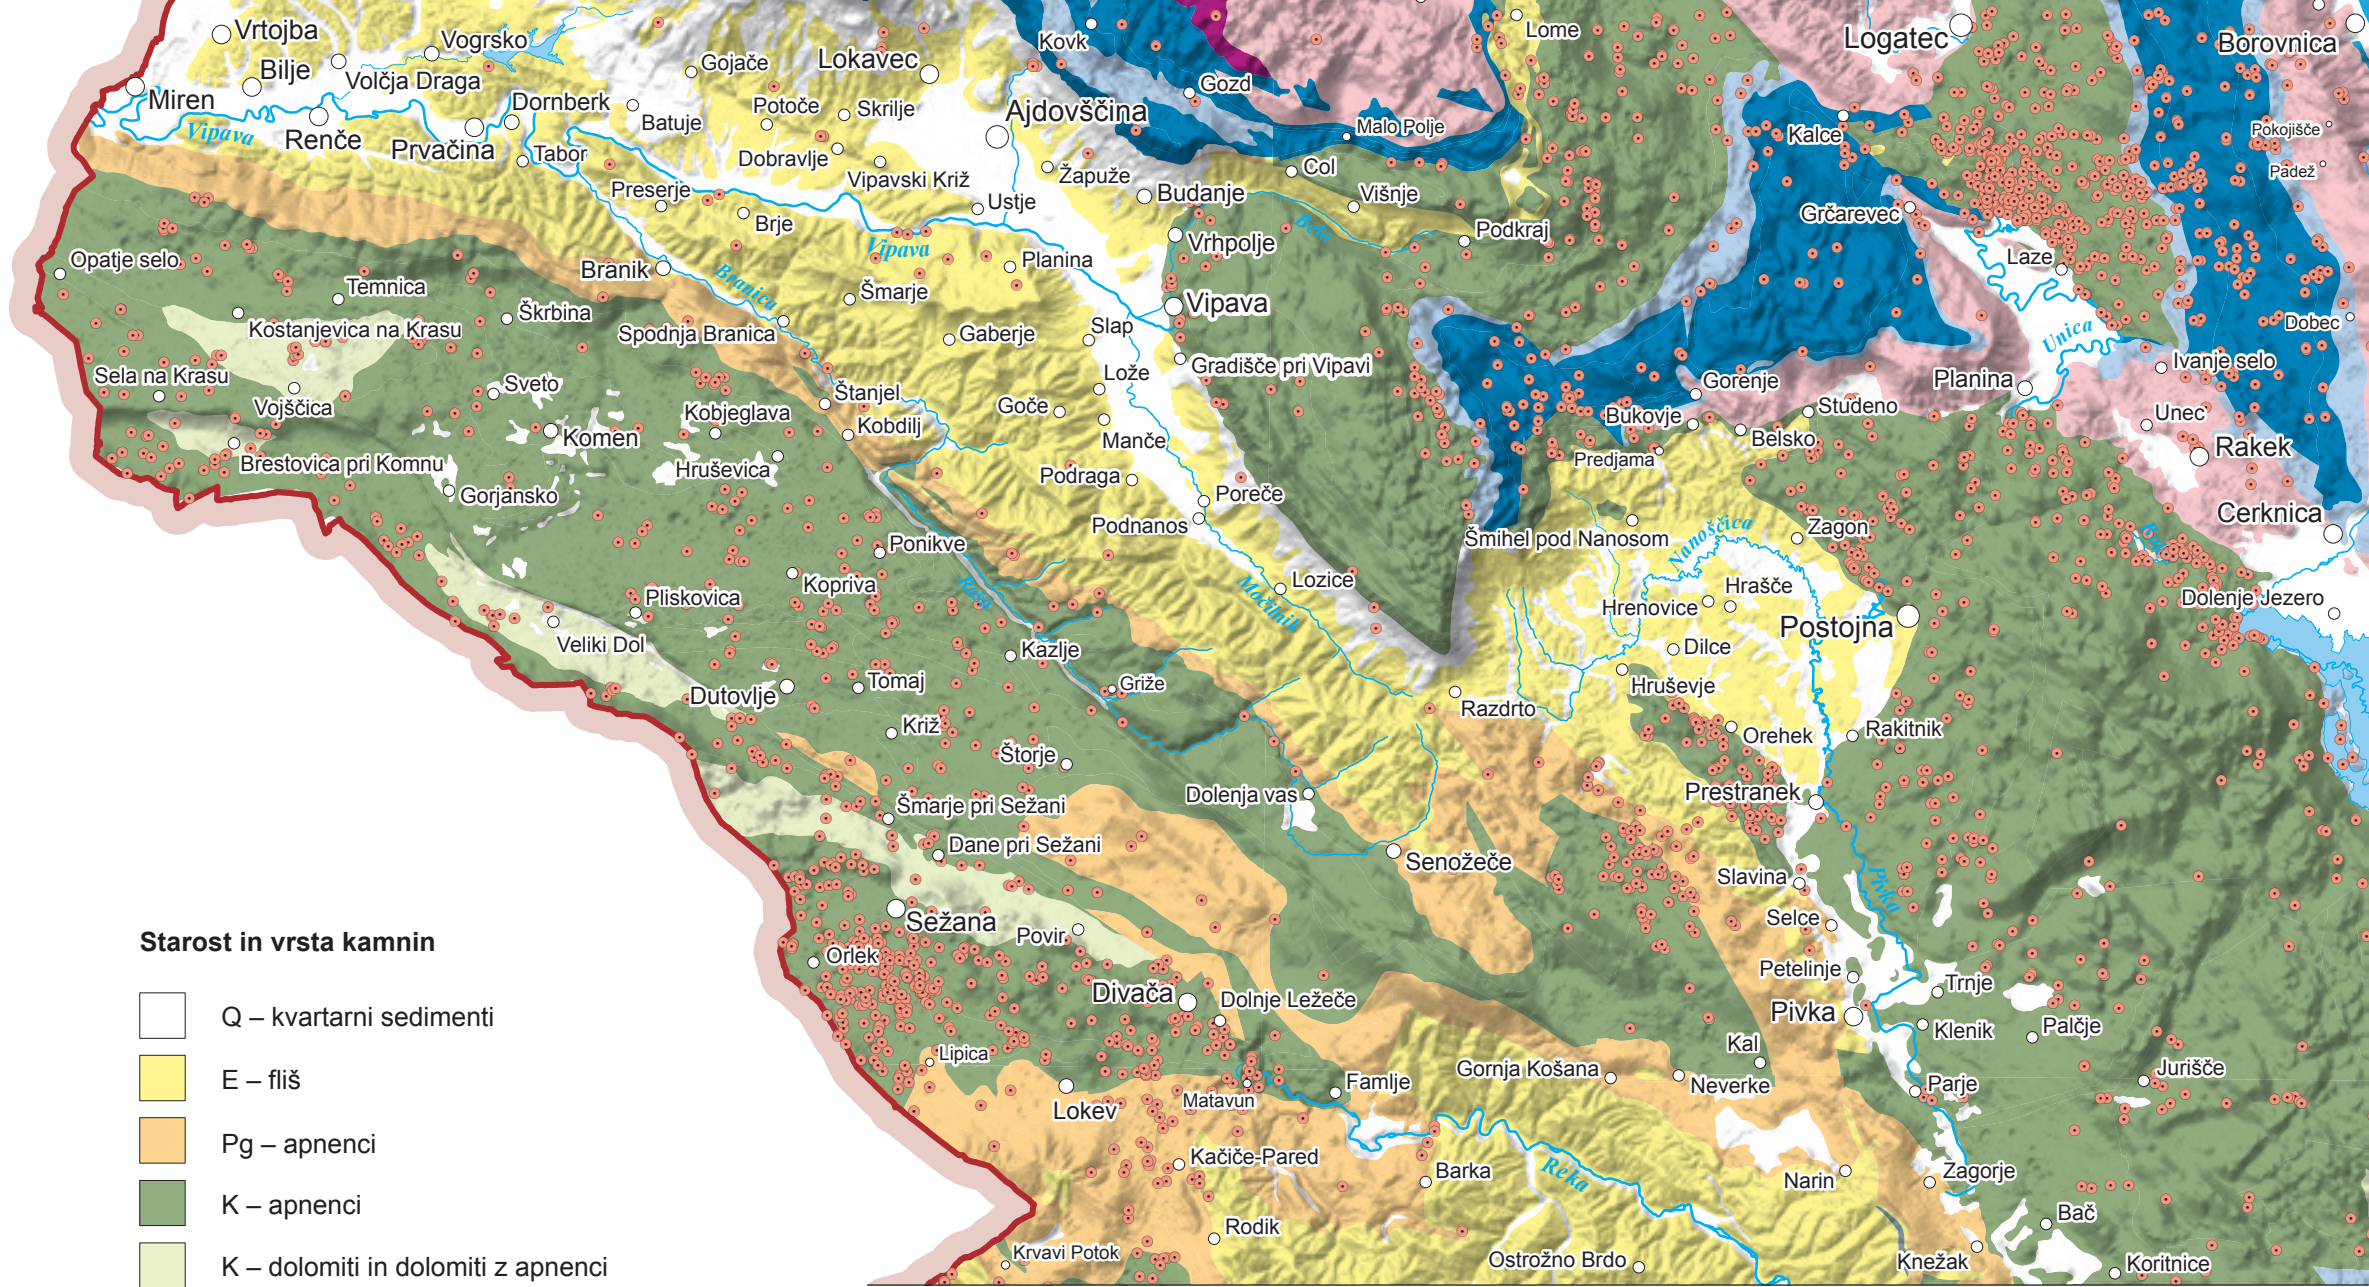 Vrtojba
Vogrsko
Bilje
Volčja Draga
Miren
Vipava
Renče
Prvačina
Dornberk
Tabor
Batuje
Gojače
Lokavec
Potoče
Skrilje
Dobravlje
Vipavski Križ
Ajdovščina
Žapuže
Ustje
Kovk
Gozd
Malo Polje
Col
Lome
Budanje
Višnje
Bela
Podkraj
Vrhpolje
Logatec
Borovnica
Kalce
Pokojišče
Padež
Grčarevec
Laze
Unica
Dobec
Ivanje selo
Preserje
Brje
Vipava
Planina
Branik
Branica
Šmarje
Opatje selo
Temnica
Kostanjevica na Krasu
Škrbina
Spodnja Branica
Gaberje
Slap
Vipava
Gradišče pri Vipavi
Lože
Goče
Manče
Sela na Krasu
Vojščica
Sveto
Štanjel
Kobjeglava
Kobdilj
Komen
Hruševica
Brestovica pri Komnu
Gorjansko
Podraga
Poreče
Podnanos
Gorenje
Bukovje
Studeno
Belsko
Predjama
Planina
Unec
Rakek
Cerknica
Šmihel pod Nanosom
Nanoščica
Zagon
Ponikve
Raša
Kopriva
Pliskovica
Veliki Dol
Močilnik
Lozice
Hrašče
Hrenovice
Postojna
Dolenje Jezero
Dilce
Hruševje
Kazlje
Griže
Dutovlje
Tomaj
Križ
Štorje
Razdrto
Orehek
Rakitnik
Prestranek
Dolenja vas
Šmarje pri Sežani
Dane pri Sežani
Senožeče
Slavina
Pivka
Selce
Sežana
Povir
Orlek
Petelinje
Trnje
Divača
Dolnje Ležeče
Pivka
Klenik
Palčje
Kal
Lipica
Lokev
Matavun
Famlje
Gornja Košana
Neverke
Parje
Jurišče
Kačiče-Pared
Barka
Reka
Narin
Zagorje
Rodik
Bač
Krvavi Potok
Ostrožno Brdo
Knežak
Koritnice
Starost in vrsta kamnin
Q – kvartarni sedimenti
E – fliš
Pg – apnenci
K – apnenci
K – dolomiti in dolomiti z apnenci